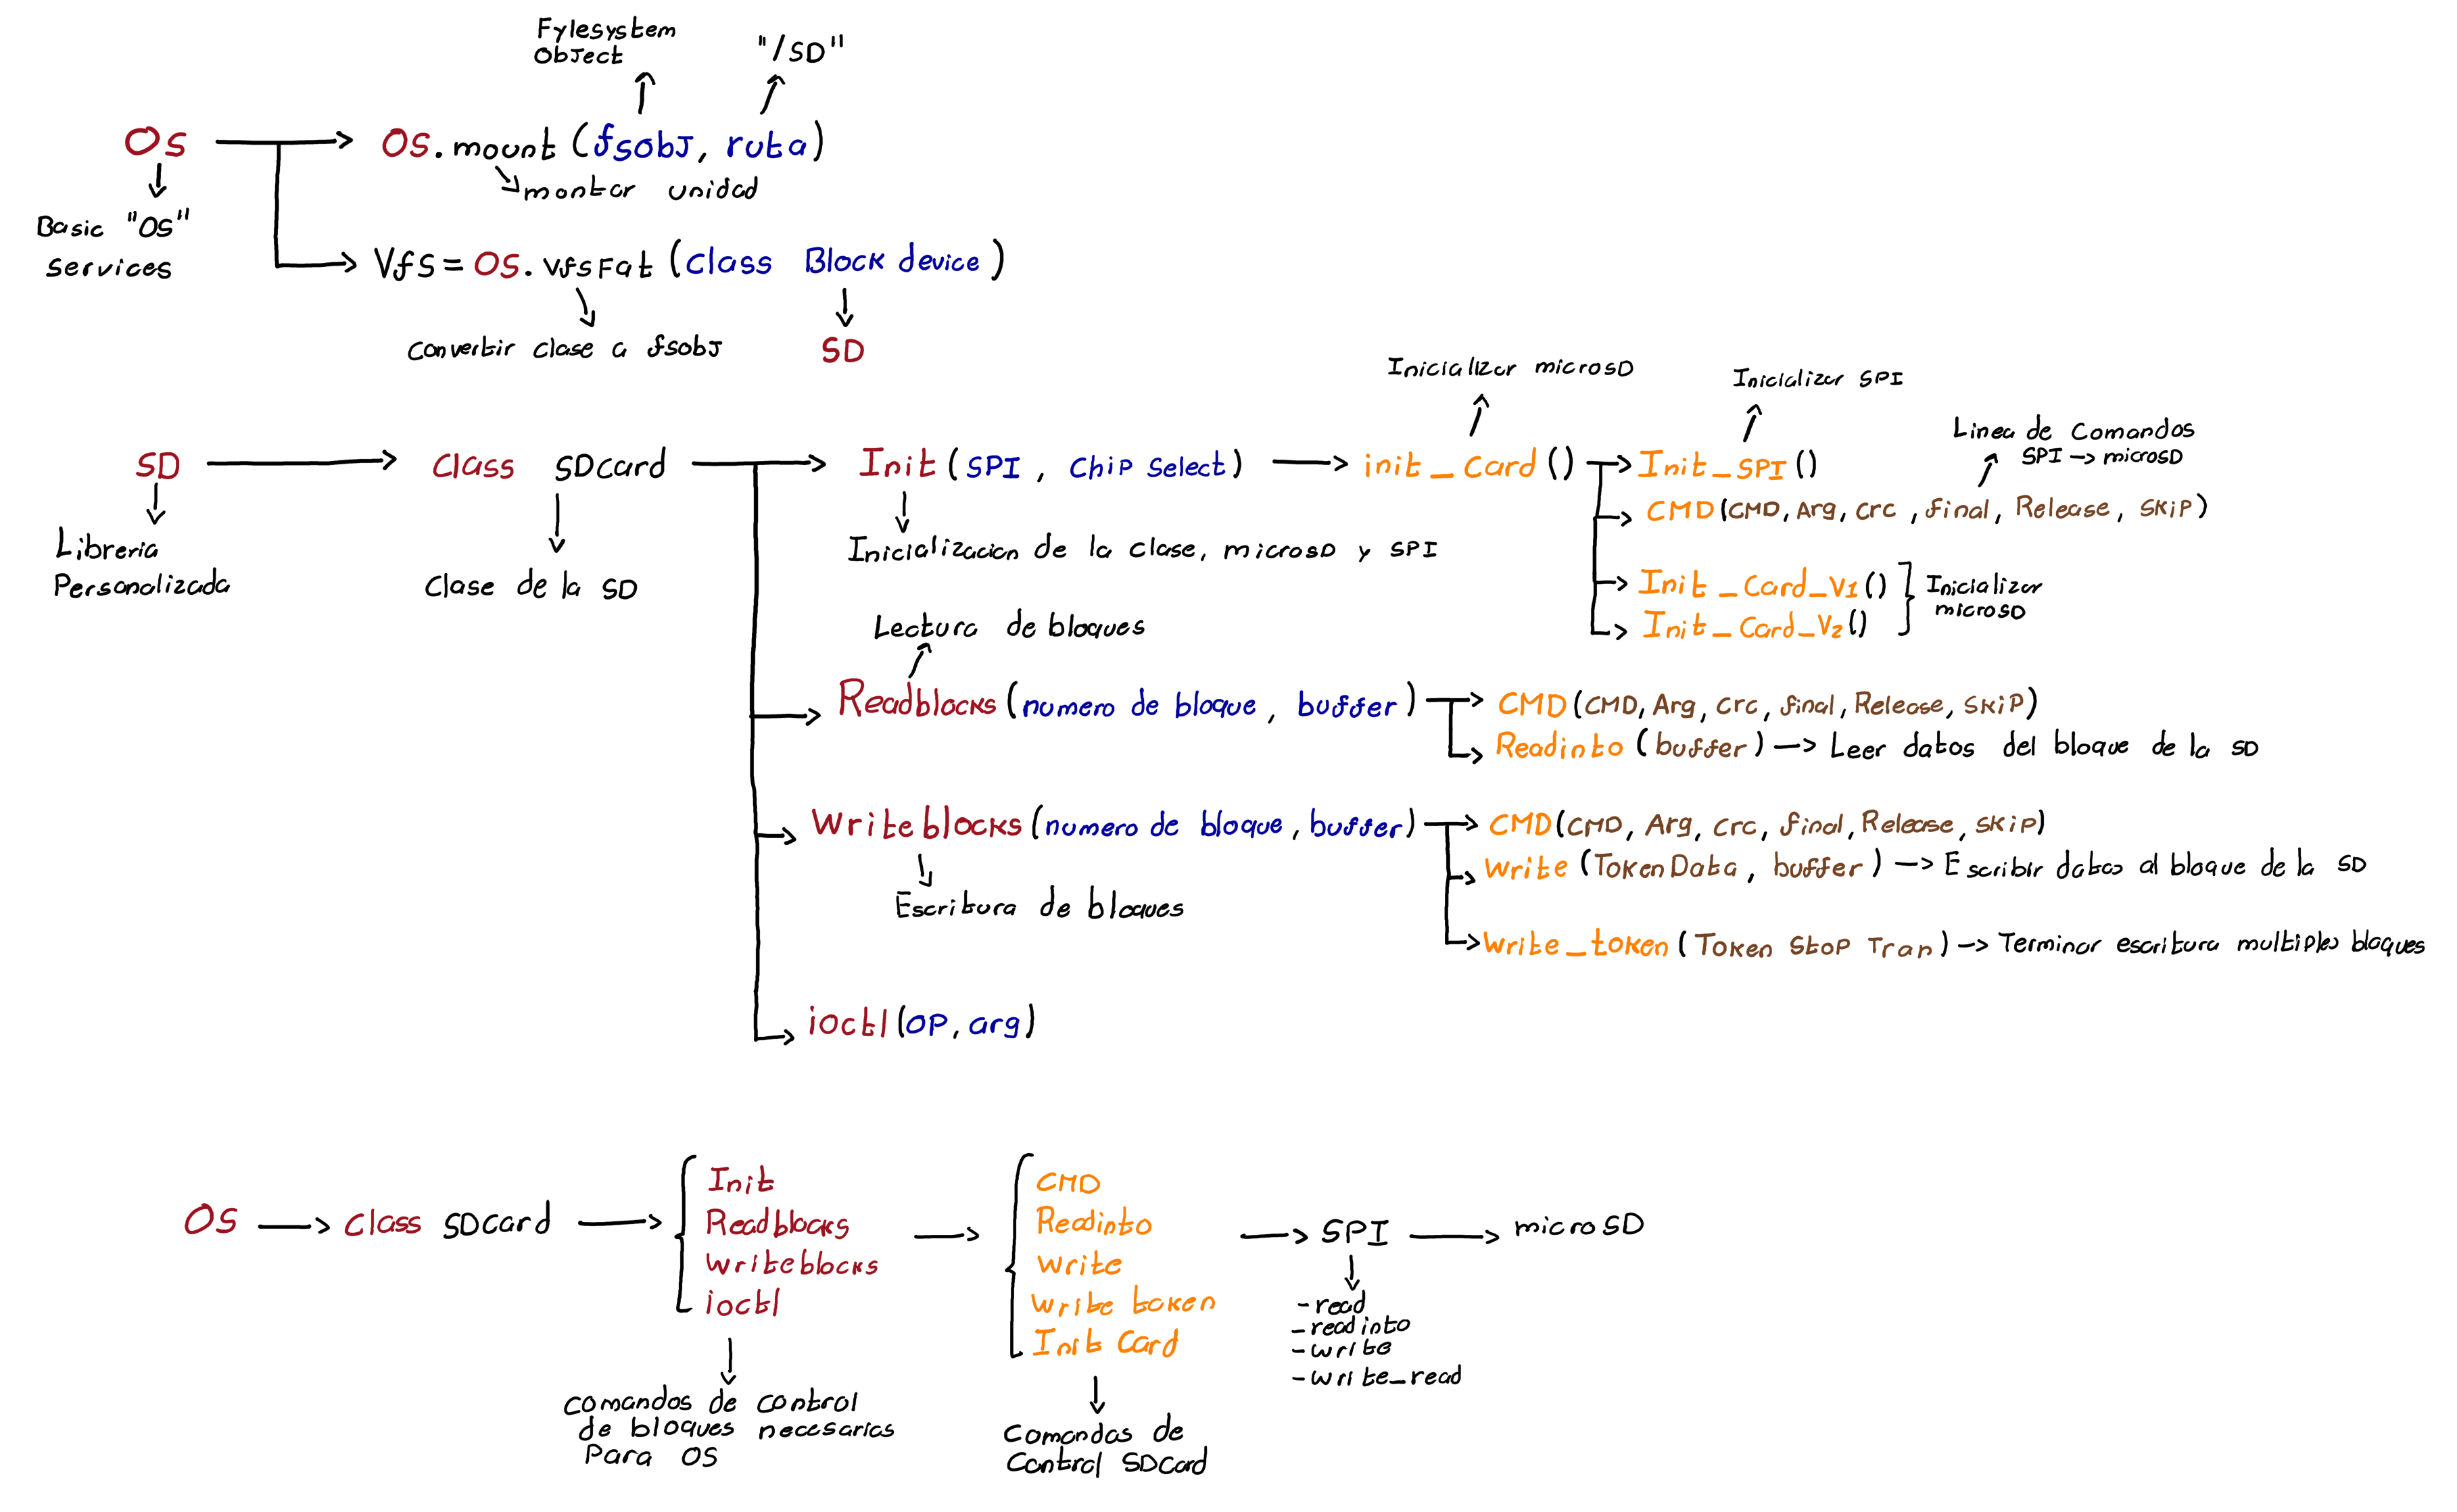 Fylesystem
Object
"/SD"
OS
OS.mount (fsobJ, ruta)
montar unidad
Basic "OS"
services
Vfs = OS.VfsFat (class Block device)
convertir clase a fsobJ
SD
SD
Libreria
Personalizada
class SDcard
Clase de la SD
Init (SPI, ChiP Select)
Inicializacion de la clase, microSD y SPI
Inicializar microSD
init_Card ()
Inicializar SPI
Init_SPI ()
Linea de Comandos
SPI → microSD
CMD (CMD, Arg, Crc, final, Release, SKiP)
Init_Card_V1 ()
Init_Card_V2 ()
Inicializar
microSD
Lectura de bloques
Readblocks (numero de bloque, buffer)
CMD (CMD, Arg, Crc, final, Release, SKiP)
Readinto (buffer) → Leer datos del bloque de la SD
Writeblocks (numero de bloque, buffer)
Escritura de bloques
CMD (CMD, Arg, Crc, final, Release, SKiP)
Write (Token Data, buffer) → Escribir datos al bloque de la SD
Write_token (Token StoP Tran) → Terminar escritura multiples bloques
ioctl (OP, arg)
OS → Class SDCard →
Init
Readblocks
Writeblocks
ioctl
comandos de control
de bloques necesarios
Para OS
CMD
Readinto
Write
Write token
Init Card
Comandos de
Control SDCard
→ SPI → microSD
- read
- readinto
- write
- write_read